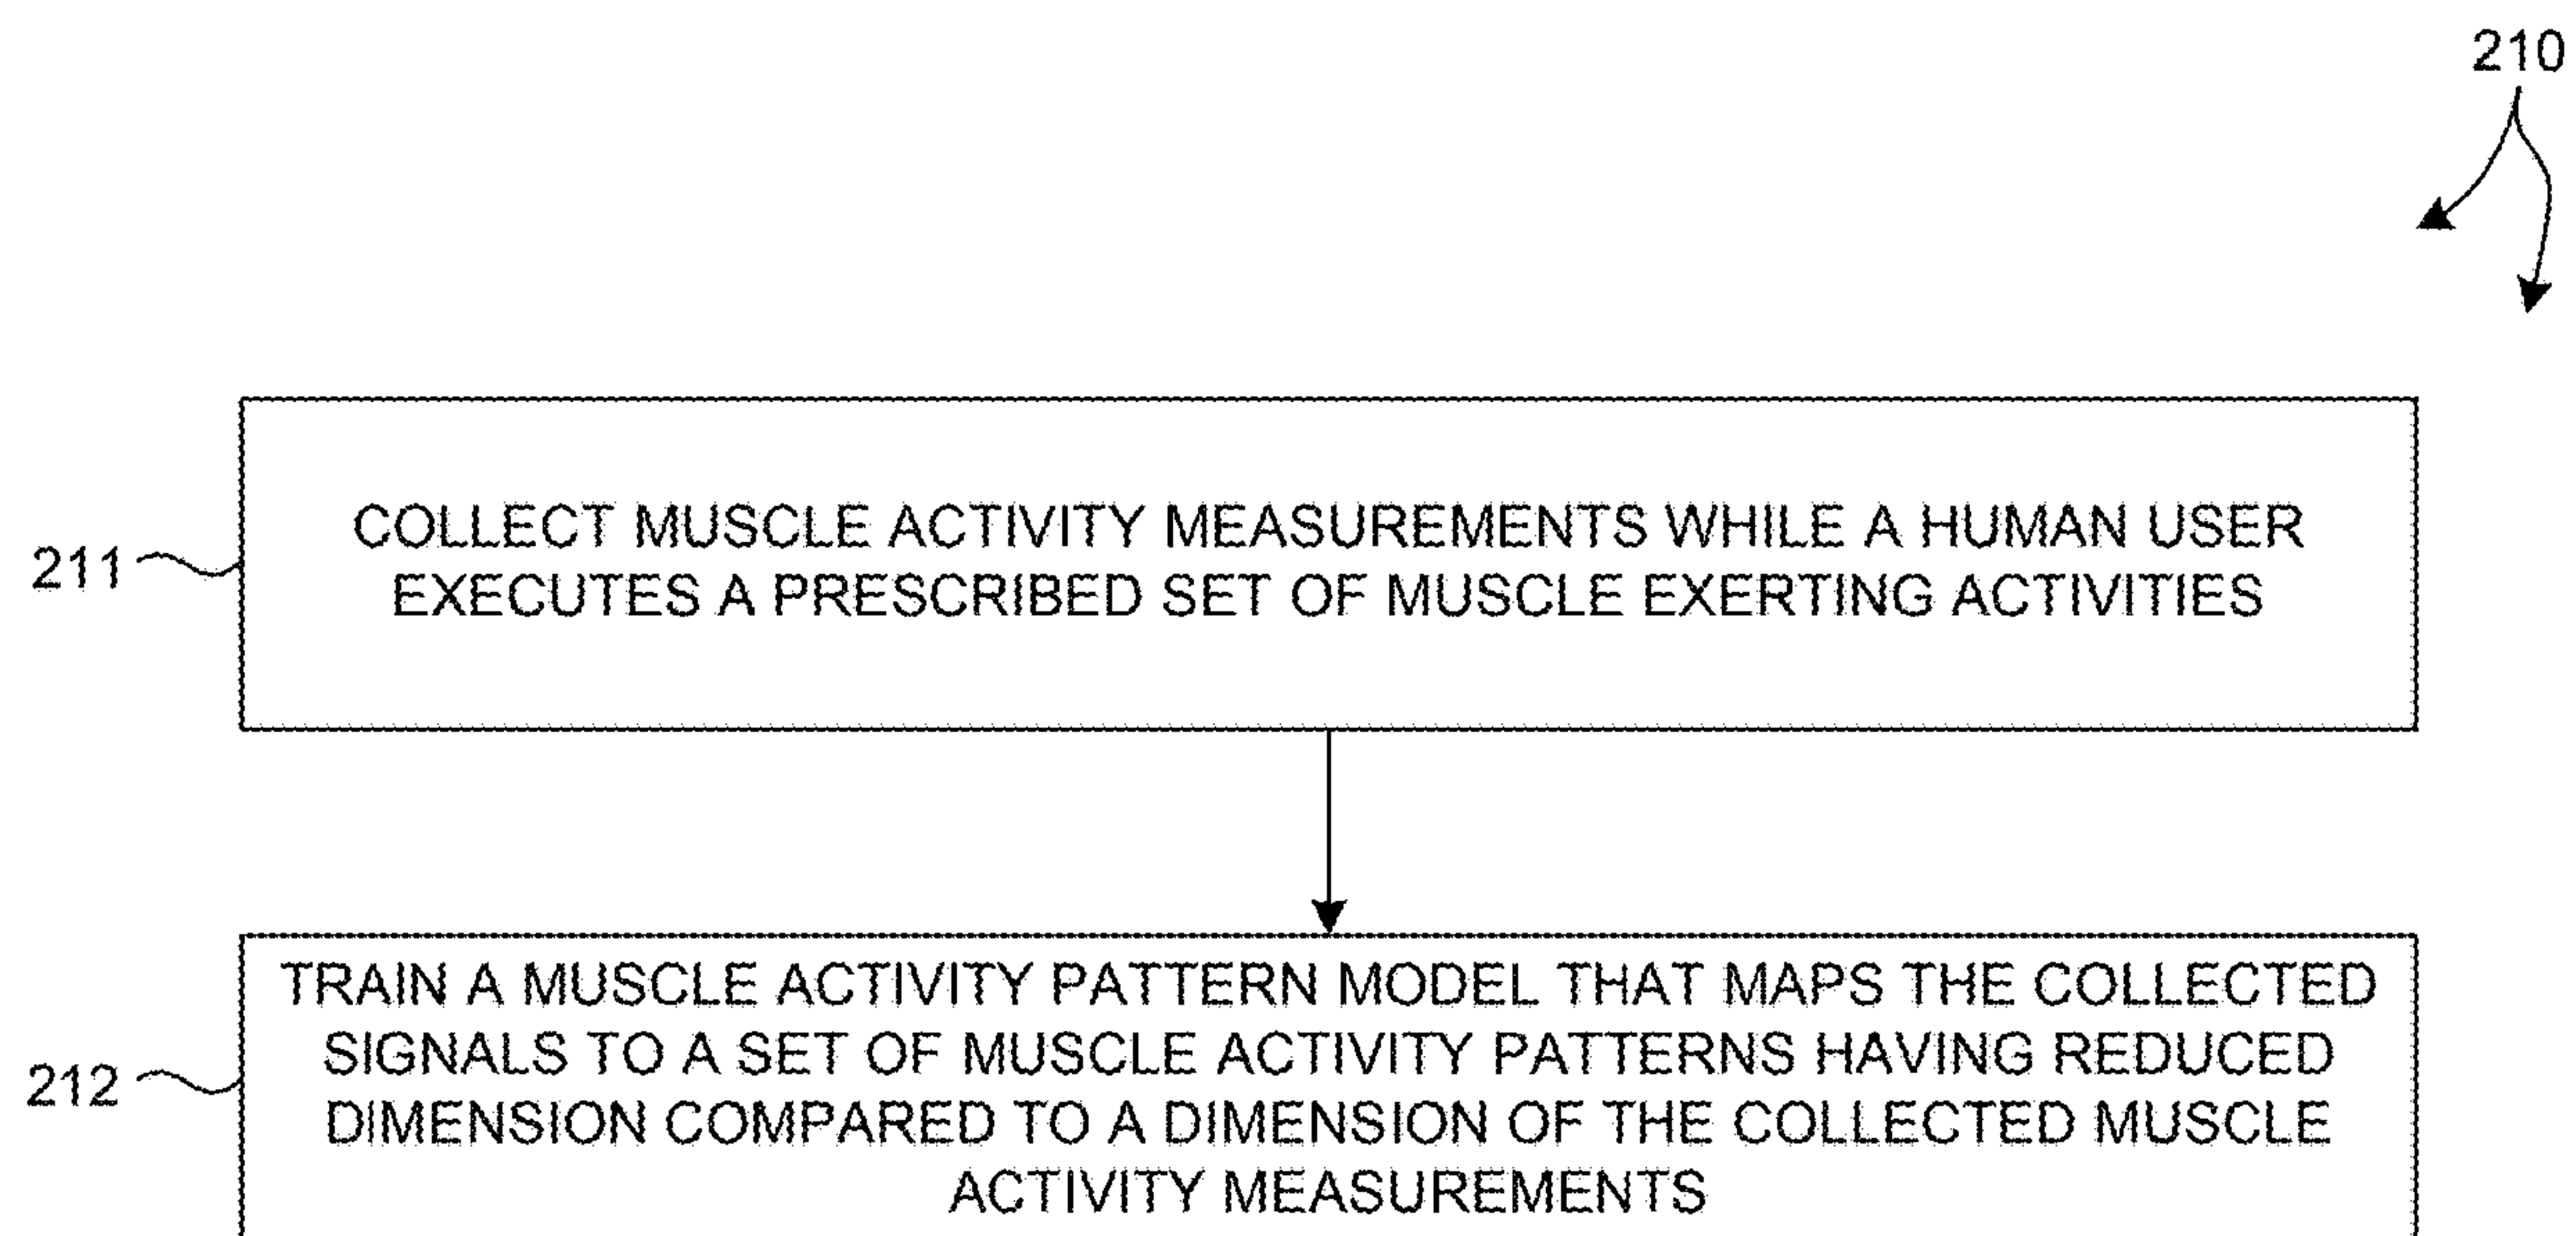 210
211
COLLECT MUSCLE ACTIVITY MEASUREMENTS WHILE A HUMAN USER
EXECUTES A PRESCRIBED SET OF MUSCLE EXERTING ACTIVITIES
212
TRAIN A MUSCLE ACTIVITY PATTERN MODEL THAT MAPS THE COLLECTED
SIGNALS TO A SET OF MUSCLE ACTIVITY PATTERNS HAVING REDUCED
DIMENSION COMPARED TO A DIMENSION OF THE COLLECTED MUSCLE
ACTIVITY MEASUREMENTS